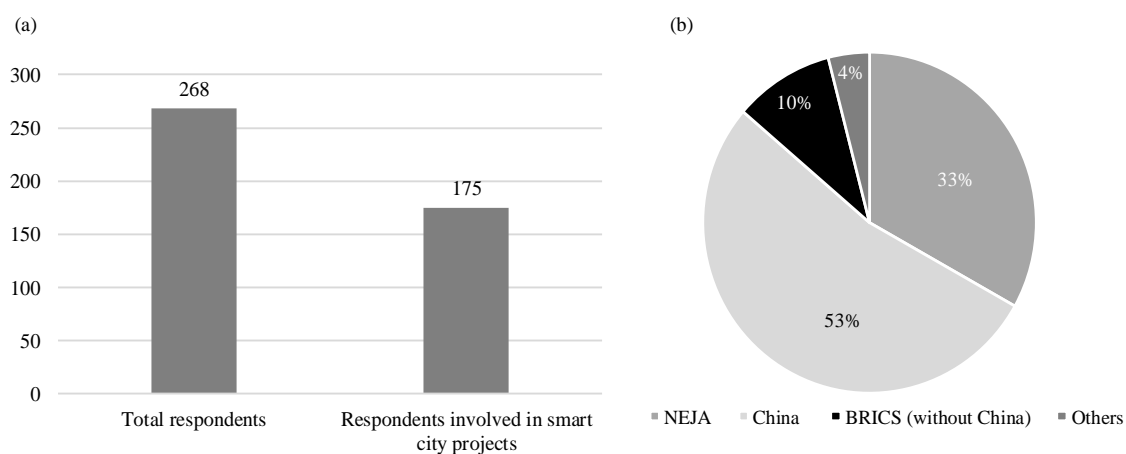 (a)
300
250
200
150
100
50
0
268
175
Total respondents
Respondents involved in smart
city projects
(b)
4%
10%
33%
53%
NEJA China BRICS (without China) Others